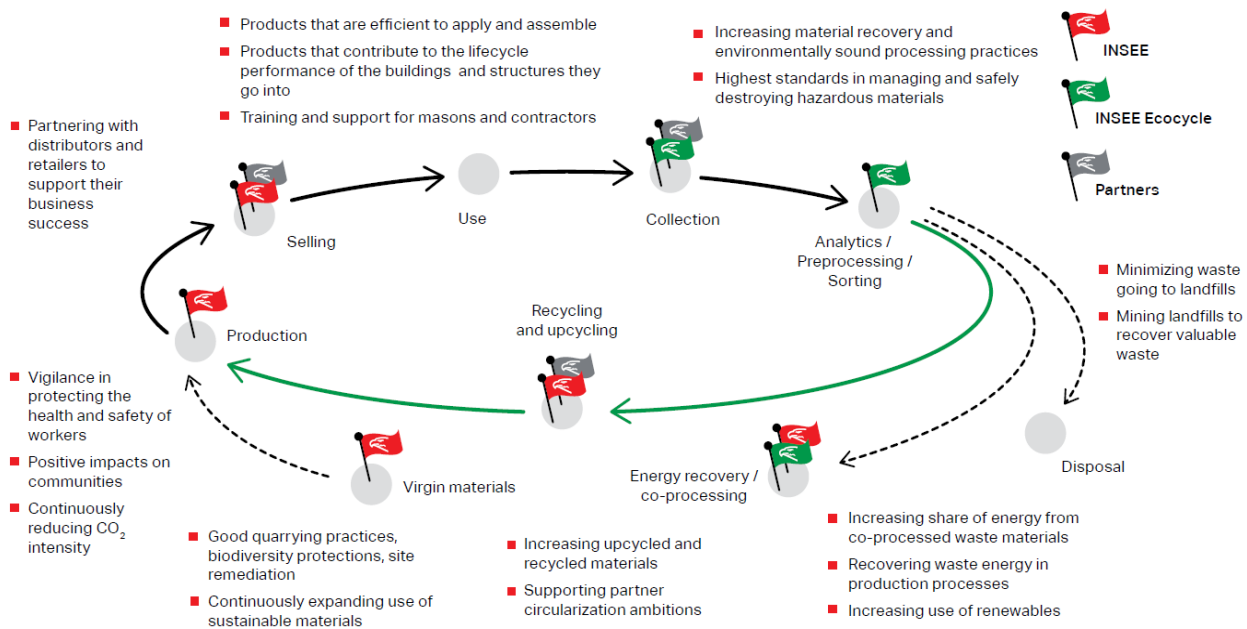 Products that are efficient to apply and assemble
Products that contribute to the lifecycle
performance of the buildings and structures they
go into
Training and support for masons and contractors
Increasing material recovery and
environmentally sound processing practices
Highest standards in managing and safely
destroying hazardous materials
INSEE
INSEE Ecocycle
Partners
Partnering with
distributors and
retailers to
support their
business
success
Selling
Use
Collection
Analytics /
Preprocessing /
Sorting
Minimizing waste
going to landfills
Mining landfills to
recover valuable
waste
Production
Recycling
and upcycling
Vigilance in
protecting the
health and safety of
workers
Positive impacts on
communities
Continuously
reducing CO₂
intensity
Virgin materials
Energy recovery /
co-processing
Disposal
Good quarrying practices,
biodiversity protections, site
remediation
Continuously expanding use of
sustainable materials
Increasing upcycled and
recycled materials
Supporting partner
circularization ambitions
Increasing share of energy from
co-processed waste materials
Recovering waste energy in
production processes
Increasing use of renewables